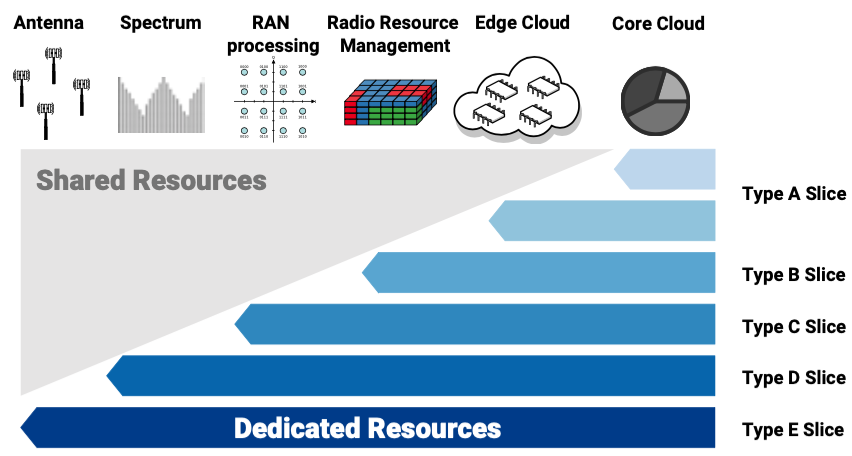 Antenna
Spectrum
RAN
processing
Radio Resource
Management
Edge Cloud
Core Cloud
Shared Resources
Type A Slice
Type B Slice
Type C Slice
Type D Slice
Dedicated Resources
Type E Slice